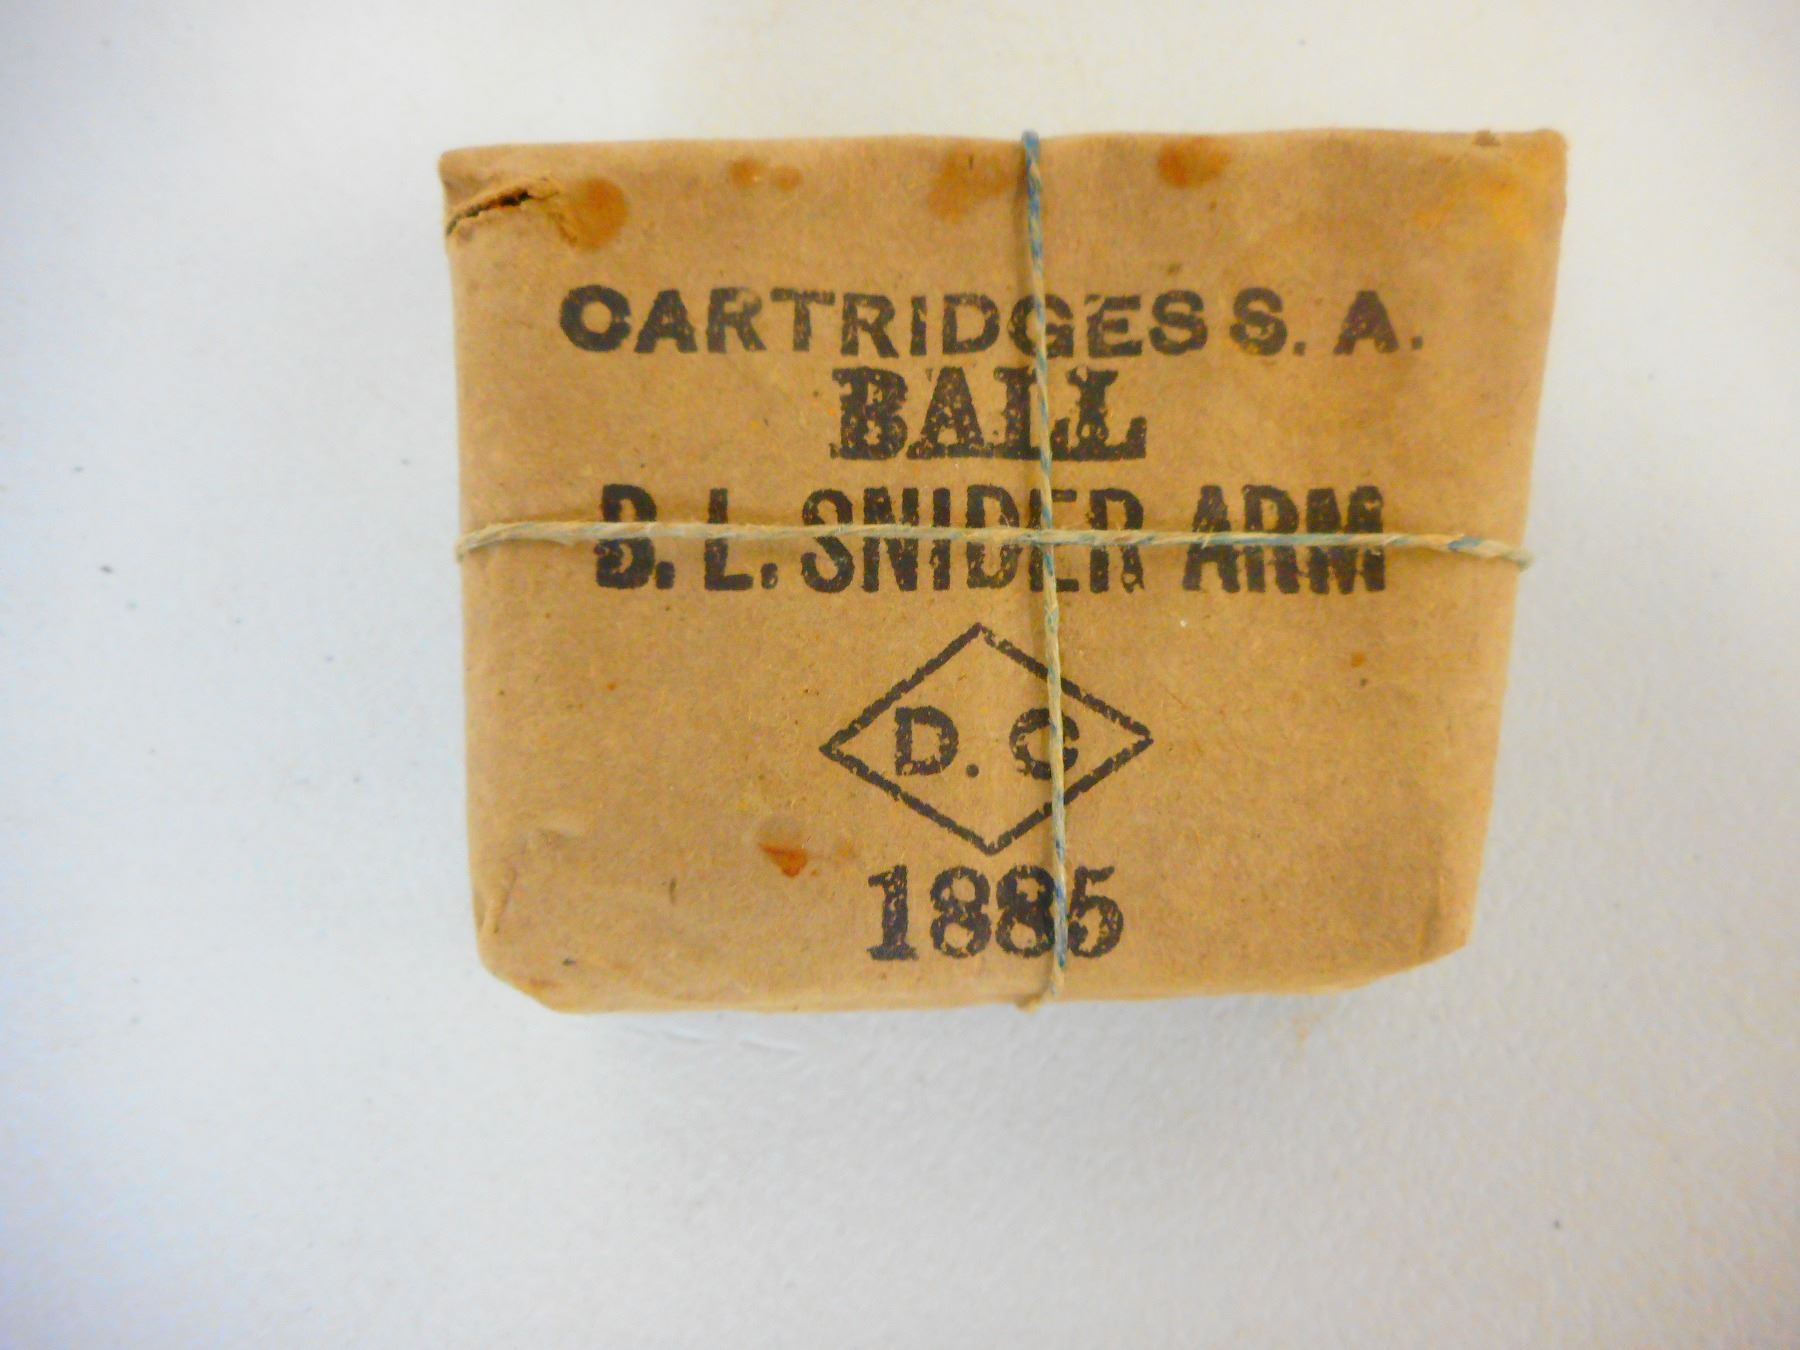 CARTRIDGES S. A.
BALL
B. L. SNIDER ARM
D. C
1885